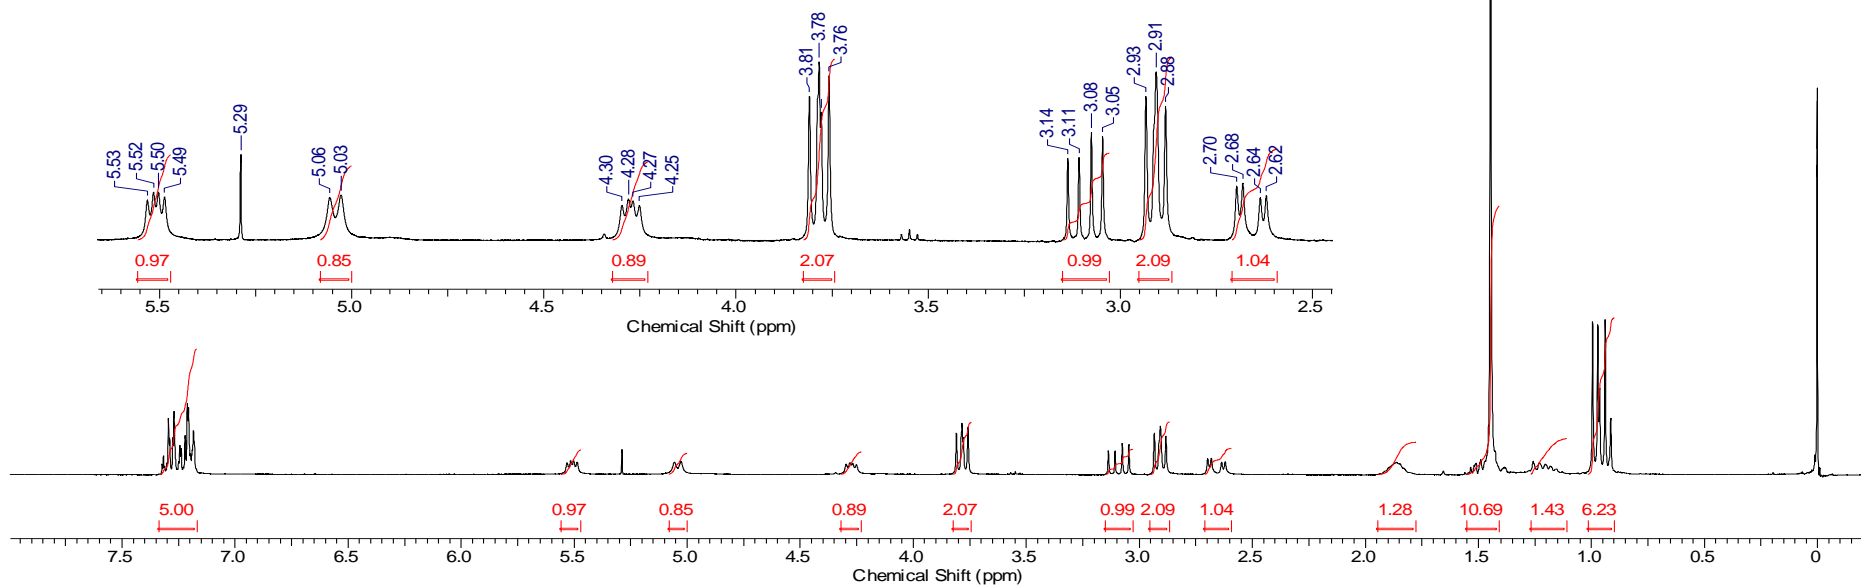 5.53 5.52 5.50 5.49 5.29 5.06 5.03 4.30 4.28 4.27 4.25 3.81 3.78 3.76 3.14 3.11 3.08 3.05 2.93 2.91 2.88 2.70 2.68 2.64 2.62
0.97 0.85 0.89 2.07 0.99 2.09 1.04
5.5 5.0 4.5 4.0 3.5 3.0 2.5
Chemical Shift (ppm)
5.00 0.97 0.85 0.89 2.07 0.99 2.09 1.04 1.28 10.69 1.43 6.23
7.5 7.0 6.5 6.0 5.5 5.0 4.5 4.0 3.5 3.0 2.5 2.0 1.5 1.0 0.5 0
Chemical Shift (ppm)